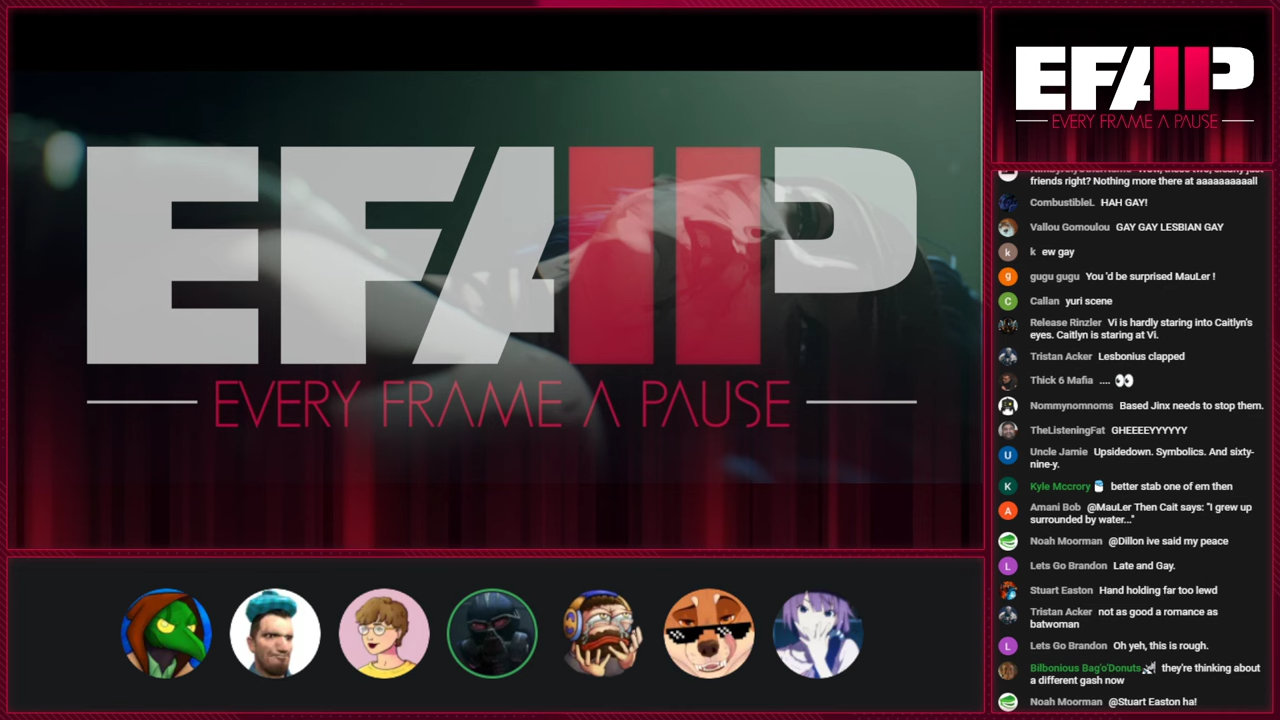 EFAP
EVERY FRAME A PAUSE
EFAP
EVERY FRAME A PAUSE
friends right? Nothing more there at aaaaaaaaaall
CombustibleL HAH GAY!
Vallou Gomoulou GAY GAY LESBIAN GAY
k k ew gay
g gugu gugu You 'd be surprised MauLer !
C Callan yuri scene
Release Rinzler Vi is hardly staring into Caitlyn's
eyes. Caitlyn is staring at Vi.
Tristan Acker Lesbonius clapped
Thick 6 Mafia .... 👀
Nommynomnoms Based Jinx needs to stop them.
TheListeningFat GHEEEEYYYYYY
U Uncle Jamie Upsidedown. Symbolics. And sixty-
nine-y.
K Kyle Mccrory better stab one of em then
A Amani Bob @MauLer Then Cait says: "I grew up
surrounded by water..."
Noah Moorman @Dillon ive said my peace
L Lets Go Brandon Late and Gay.
Stuart Easton Hand holding far too lewd
Tristan Acker not as good a romance as
batwoman
L Lets Go Brandon Oh yeh, this is rough.
Bilbonious Bag'o'Donuts they're thinking about
a different gash now
Noah Moorman @Stuart Easton ha!